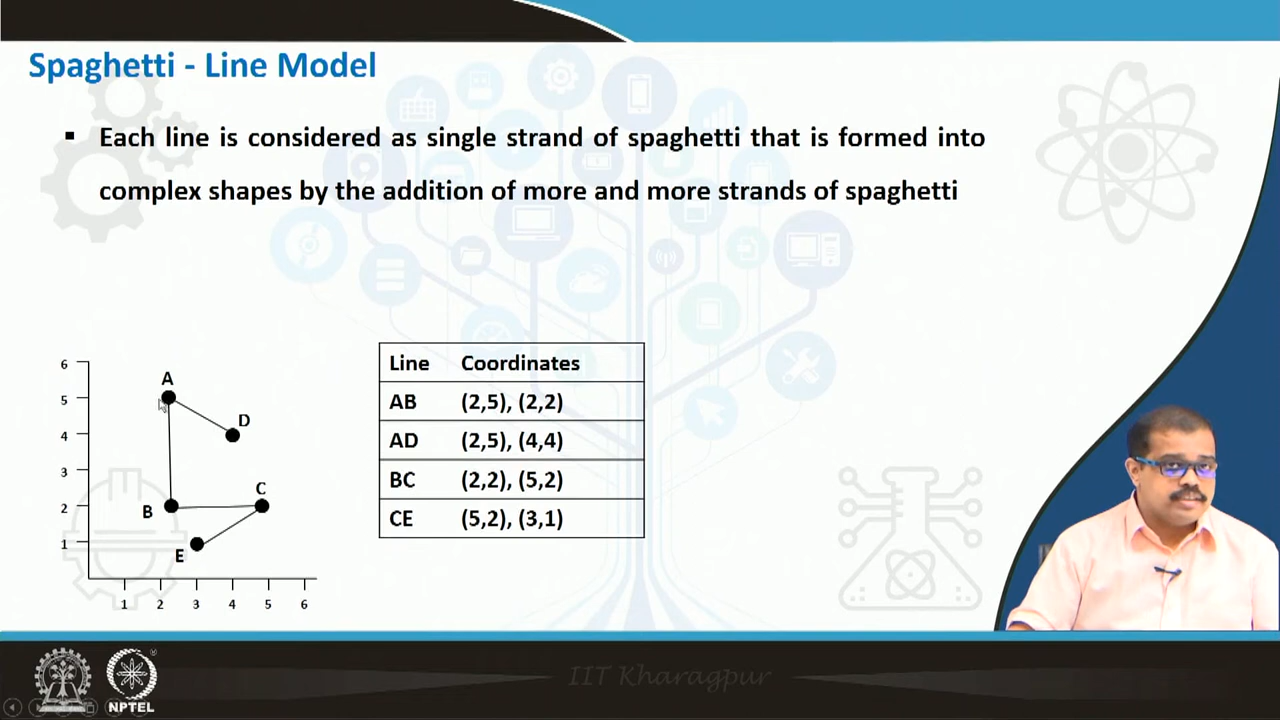 Spaghetti - Line Model
▪ Each line is considered as single strand of spaghetti that is formed into
complex shapes by the addition of more and more strands of spaghetti
6
5
4
3
2
1
A
D
B
C
E
1 2 3 4 5 6
Line Coordinates
AB (2,5), (2,2)
AD (2,5), (4,4)
BC (2,2), (5,2)
CE (5,2), (3,1)
IIT Kharagpur
NPTEL